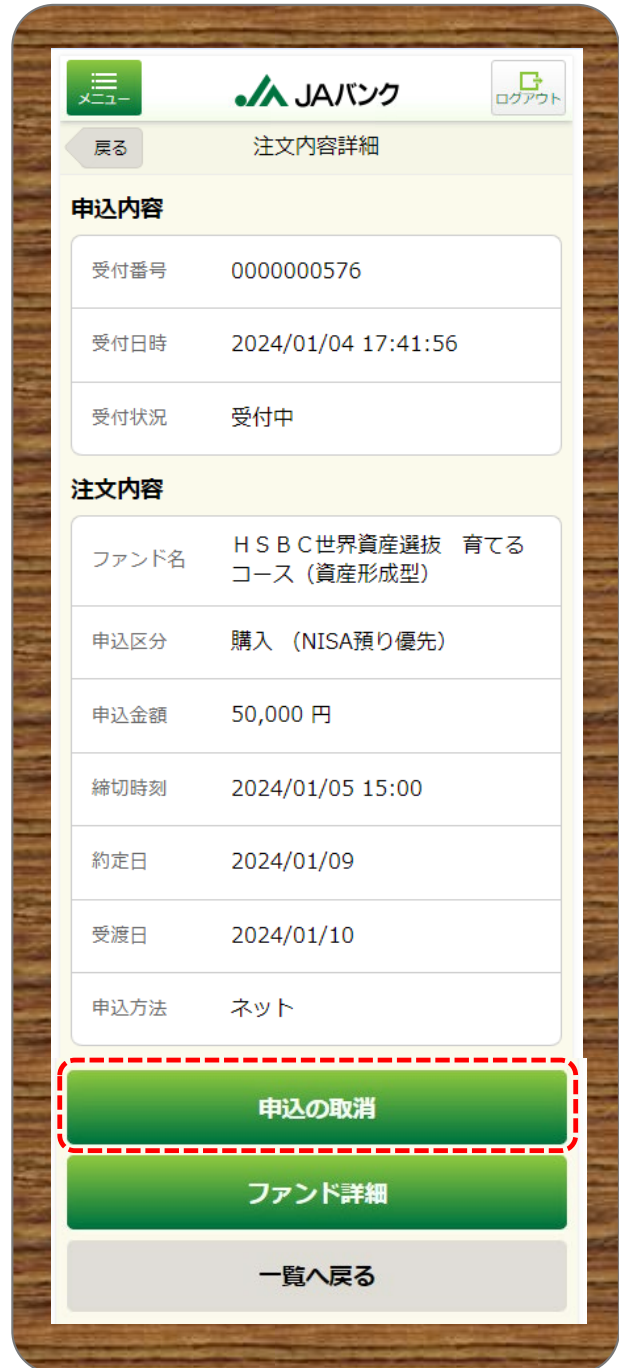 メニュー
JAバンク
ログアウト
戻る
注文内容詳細
申込内容
受付番号 0000000576
受付日時 2024/01/04 17:41:56
受付状況 受付中
注文内容
ファンド名 ＨＳＢＣ世界資産選抜　育てる
コース（資産形成型）
申込区分 購入 （NISA預り優先）
申込金額 50,000 円
締切時刻 2024/01/05 15:00
約定日 2024/01/09
受渡日 2024/01/10
申込方法 ネット
申込の取消
ファンド詳細
一覧へ戻る